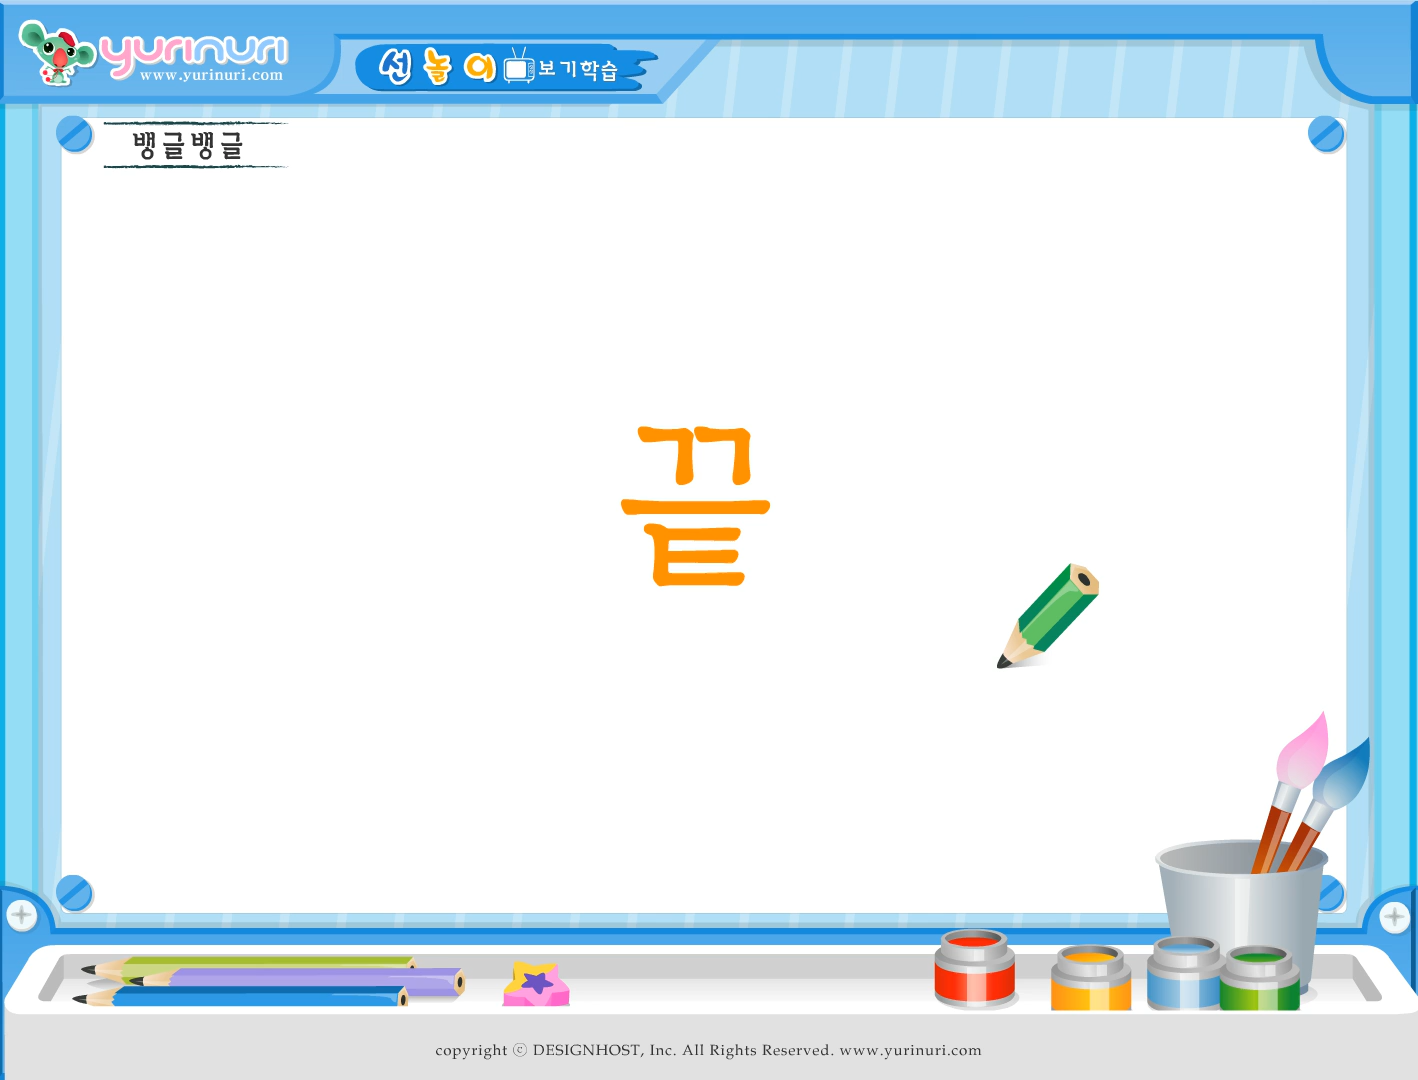 yurinuri
www.yurinuri.com
선놀이 보기학습
뱅글뱅글
끝
copyright ⓒ DESIGNHOST, Inc. All Rights Reserved. www.yurinuri.com